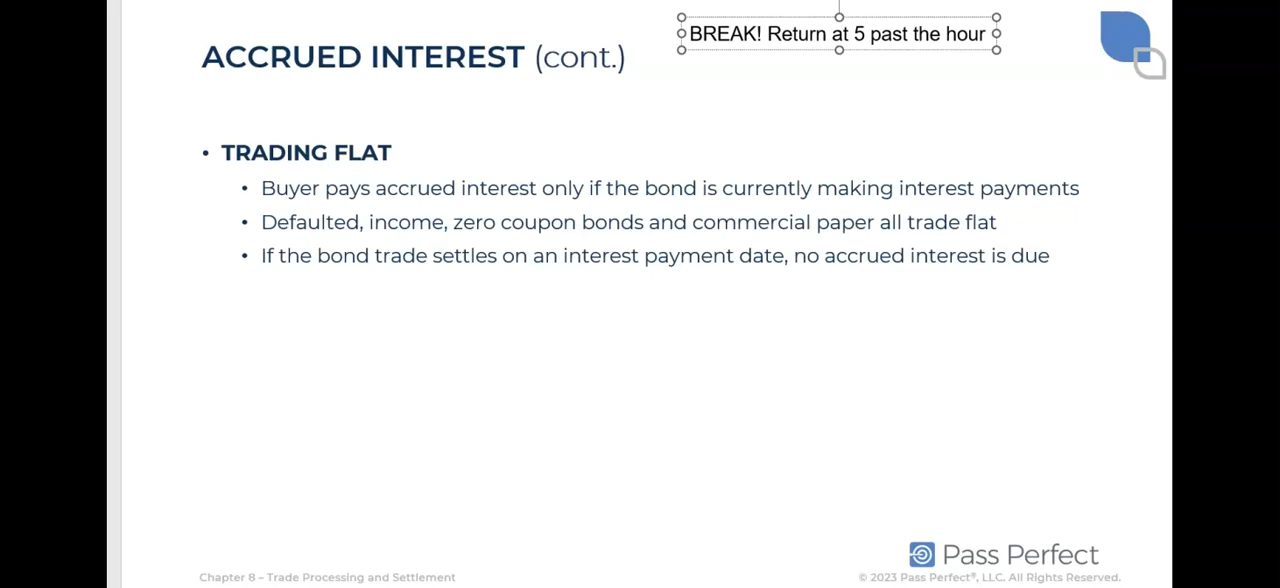 BREAK! Return at 5 past the hour
ACCRUED INTEREST (cont.)
• TRADING FLAT
• Buyer pays accrued interest only if the bond is currently making interest payments
• Defaulted, income, zero coupon bonds and commercial paper all trade flat
• If the bond trade settles on an interest payment date, no accrued interest is due
Pass Perfect
Chapter 8 – Trade Processing and Settlement
© 2023 Pass Perfect®, LLC. All Rights Reserved.